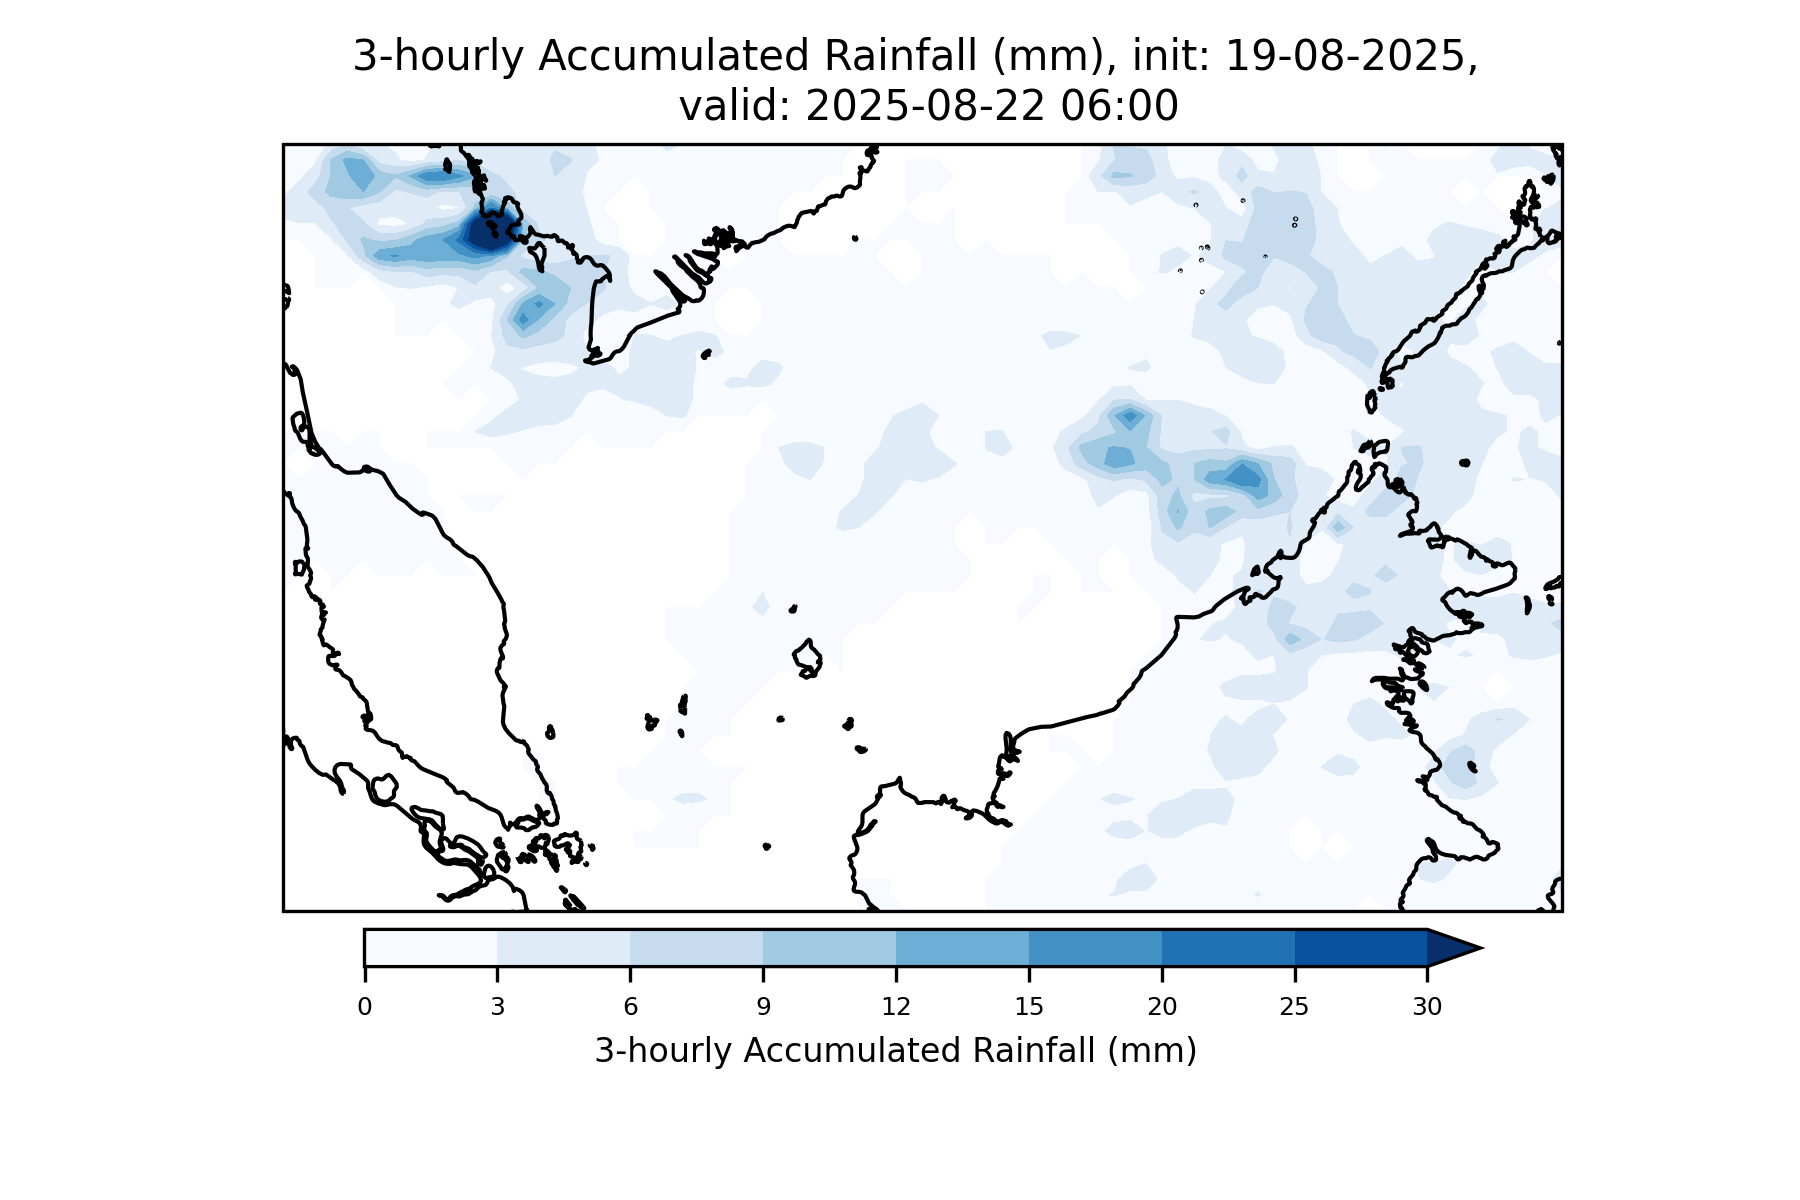 3-hourly Accumulated Rainfall (mm), init: 19-08-2025,
valid: 2025-08-22 06:00
0 3 6 9 12 15 20 25 30
3-hourly Accumulated Rainfall (mm)